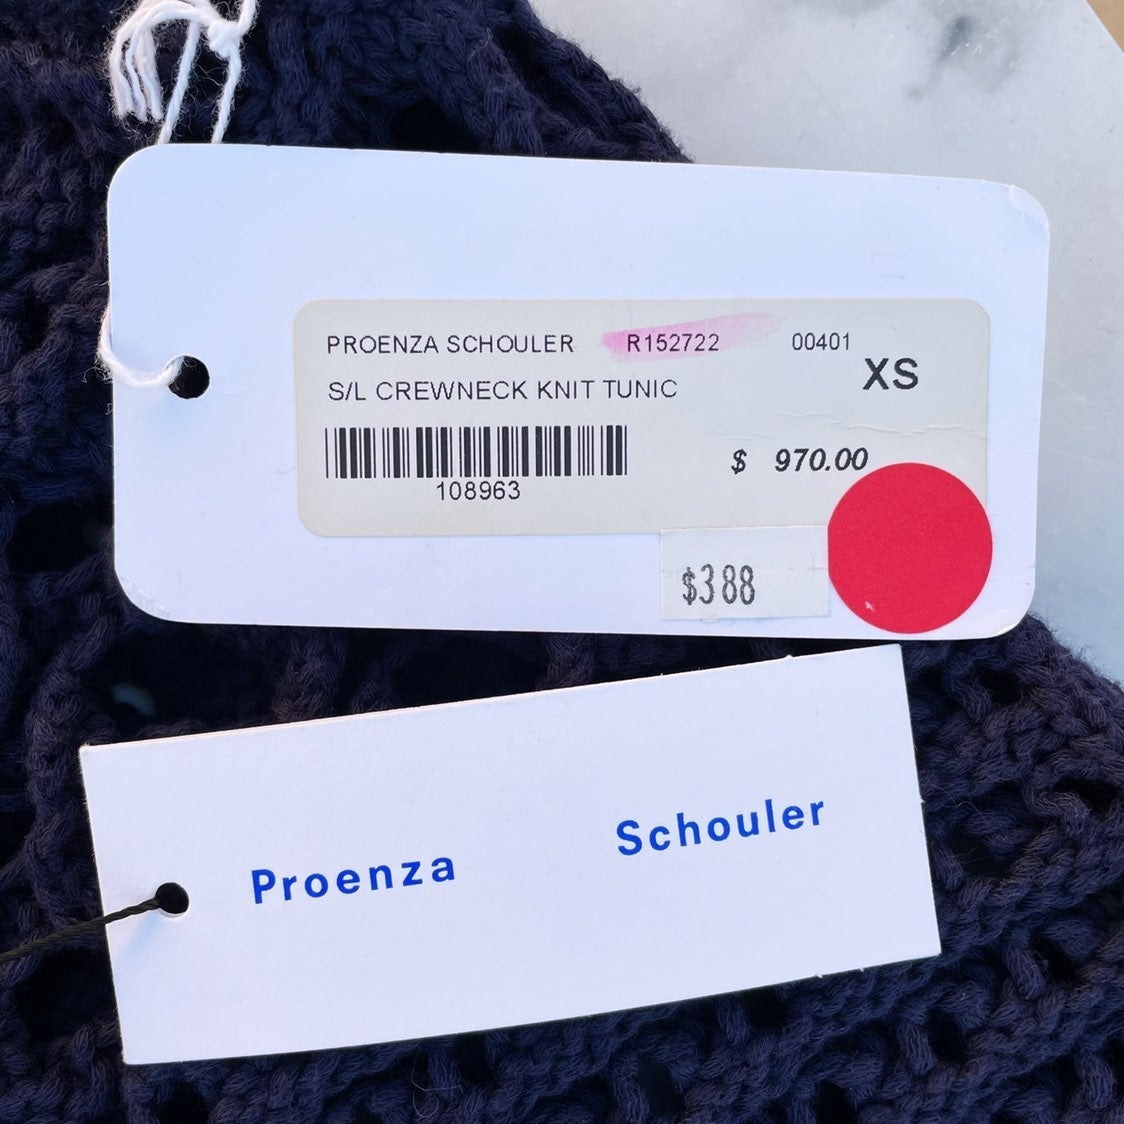 PROENZA SCHOULER R152722 00401
XS
S/L CREWNECK KNIT TUNIC
$ 970.00
108963
$388
Proenza Schouler